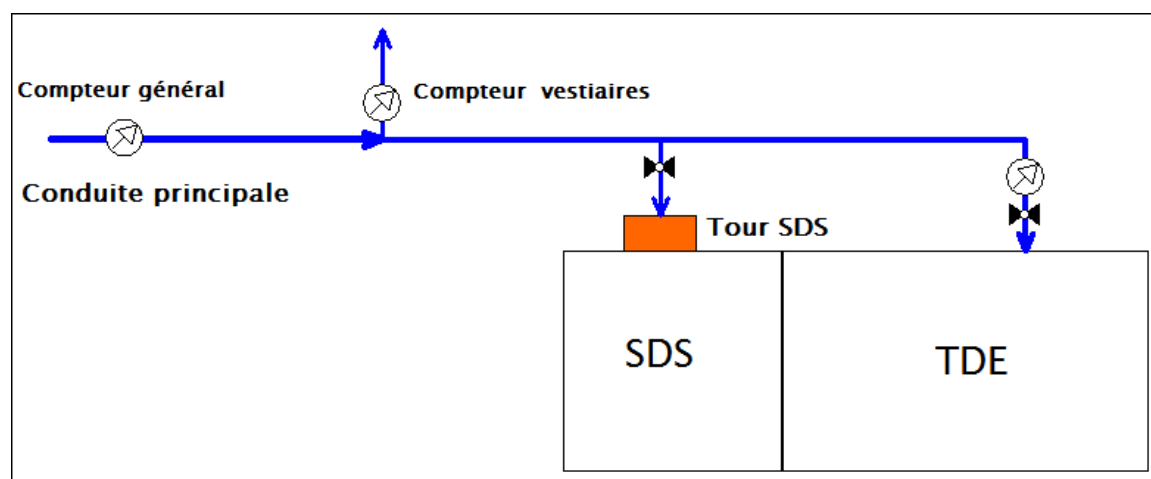 Compteur général
Compteur vestiaires
Conduite principale
Tour SDS
SDS
TDE